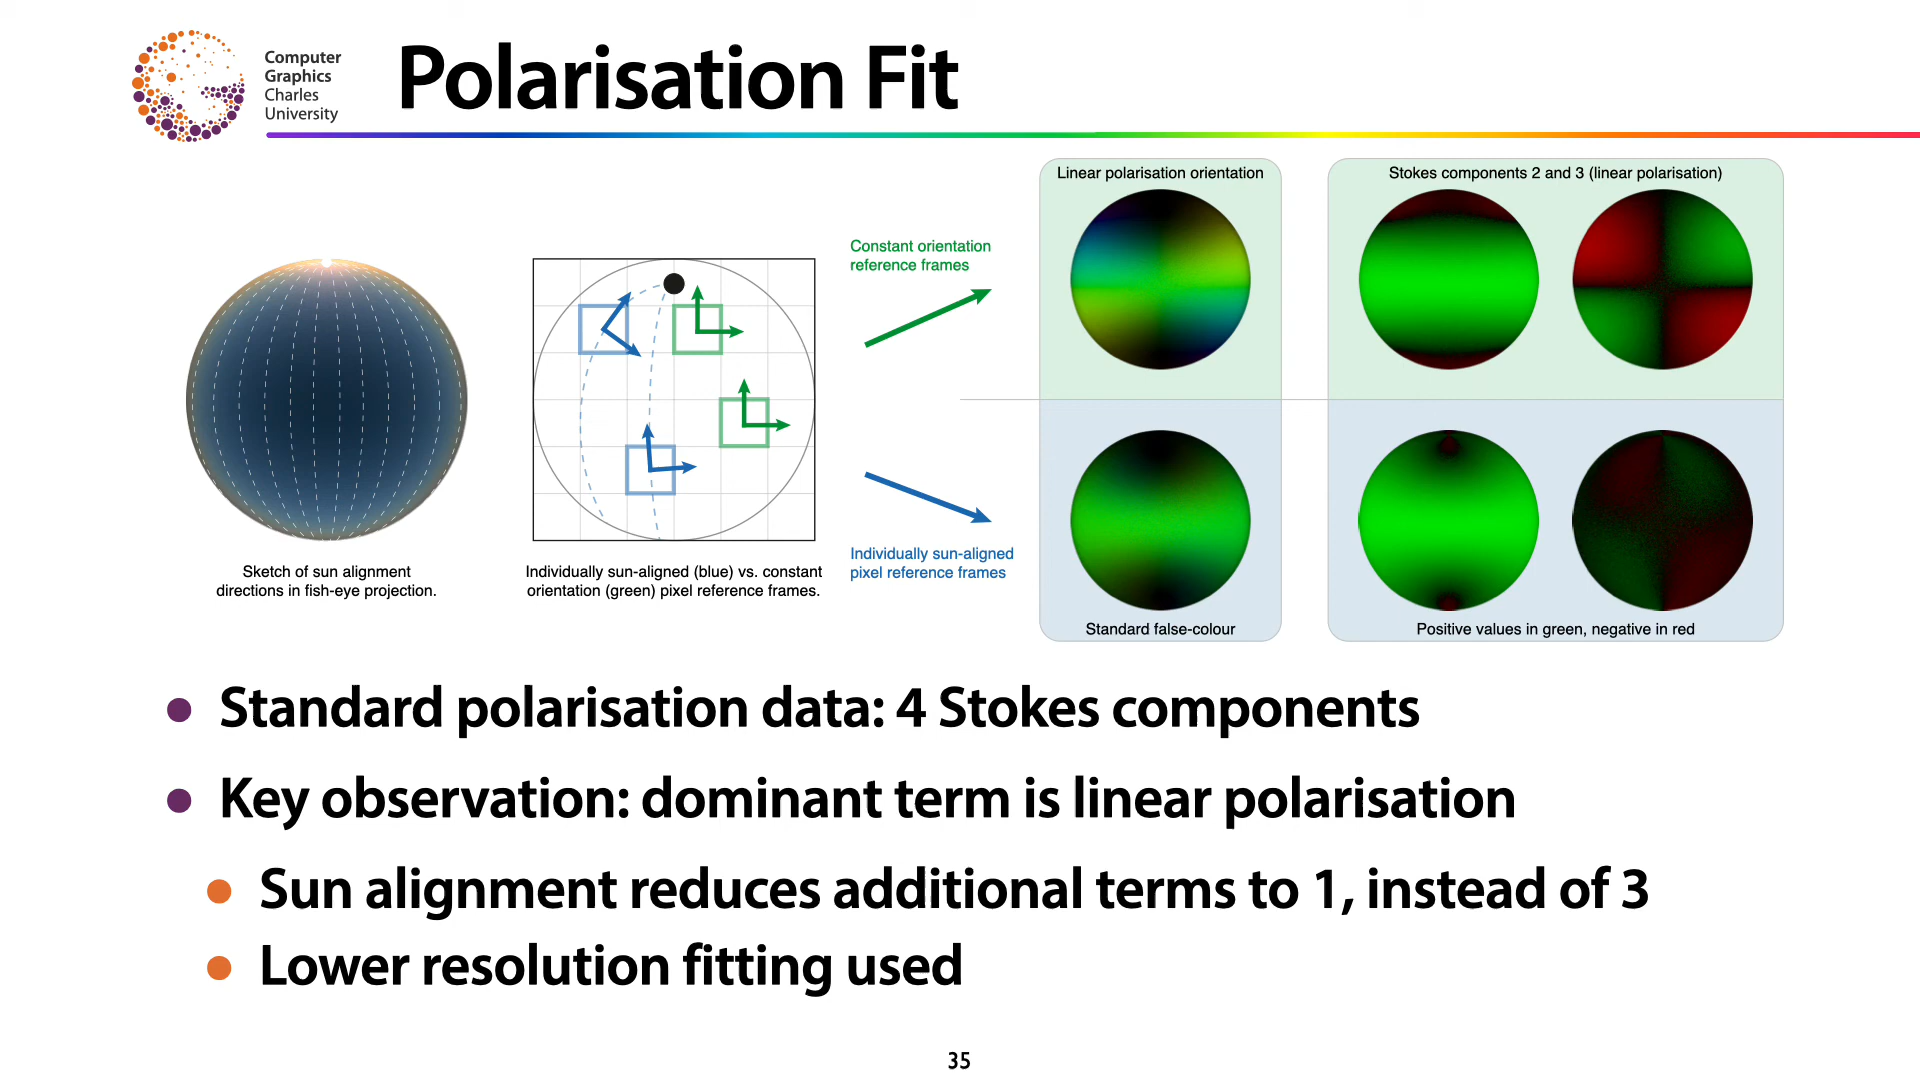 Computer
Graphics
Charles
University
Polarisation Fit
Linear polarisation orientation
Stokes components 2 and 3 (linear polarisation)
Constant orientation
reference frames
Individually sun-aligned
pixel reference frames
Sketch of sun alignment
directions in fish-eye projection.
Individually sun-aligned (blue) vs. constant
orientation (green) pixel reference frames.
Standard false-colour
Positive values in green, negative in red
Standard polarisation data: 4 Stokes components
Key observation: dominant term is linear polarisation
Sun alignment reduces additional terms to 1, instead of 3
Lower resolution fitting used
35